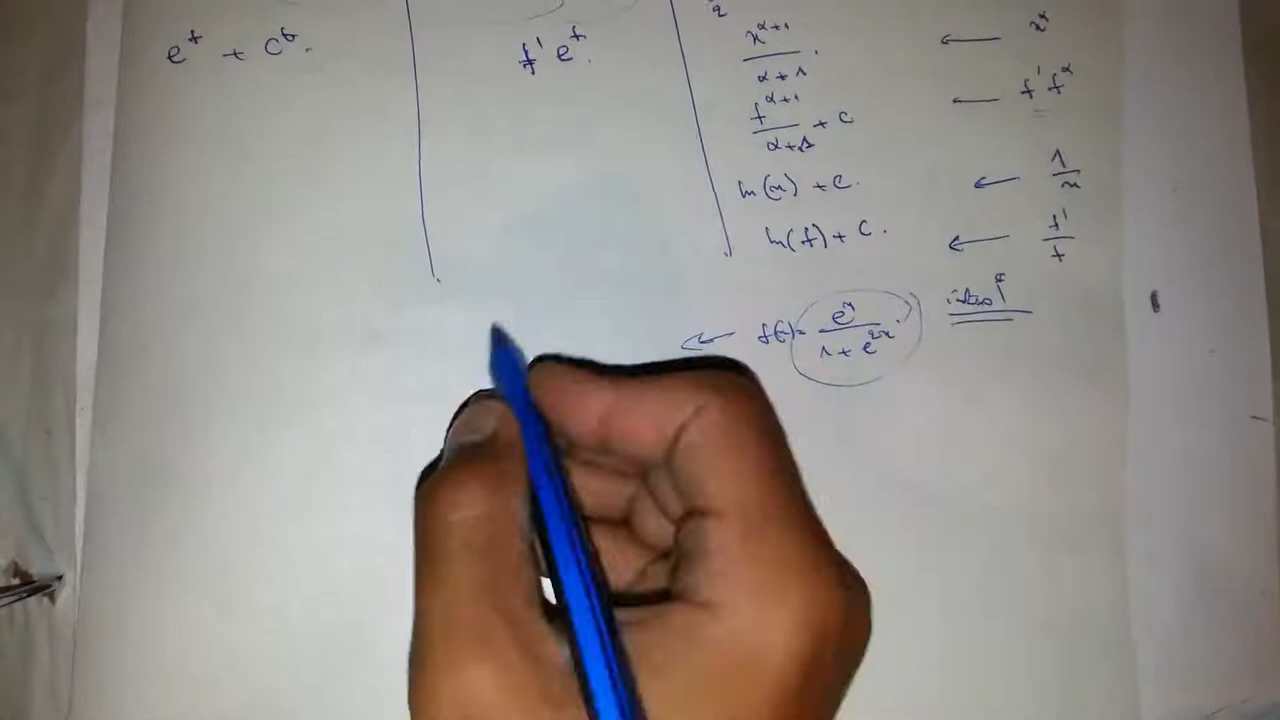 e^f + c^{te}. f' e^f.
x^{α+1}/(α+1). ← x^α
f^{α+1}/(α+1) + c ← f' f^α
ln(x) + c. ← 1/x
ln(f) + c. ← f'/f
← f(x) = e^x/(1 + e^{2x}).